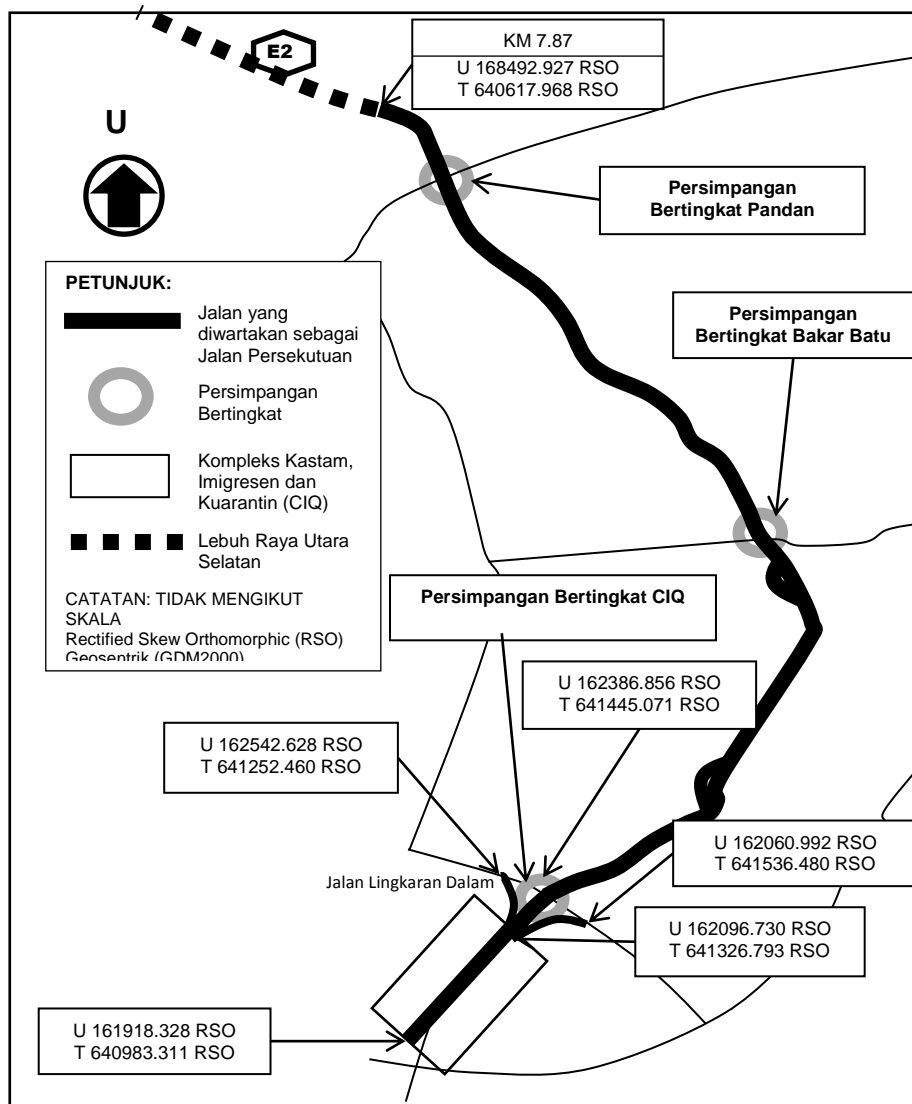 E2
KM 7.87
U 168492.927 RSO
T 640617.968 RSO
U
Persimpangan
Bertingkat Pandan
PETUNJUK:
Jalan yang
diwartakan sebagai
Jalan Persekutuan
Persimpangan
Bertingkat
Kompleks Kastam,
Imigresen dan
Kuarantin (CIQ)
Lebuh Raya Utara
Selatan
CATATAN: TIDAK MENGIKUT
SKALA
Rectified Skew Orthomorphic (RSO)
Geosentrik (GDM2000)
Persimpangan
Bertingkat Bakar Batu
Persimpangan Bertingkat CIQ
U 162386.856 RSO
T 641445.071 RSO
U 162542.628 RSO
T 641252.460 RSO
U 162060.992 RSO
T 641536.480 RSO
Jalan Lingkaran Dalam
U 162096.730 RSO
T 641326.793 RSO
U 161918.328 RSO
T 640983.311 RSO